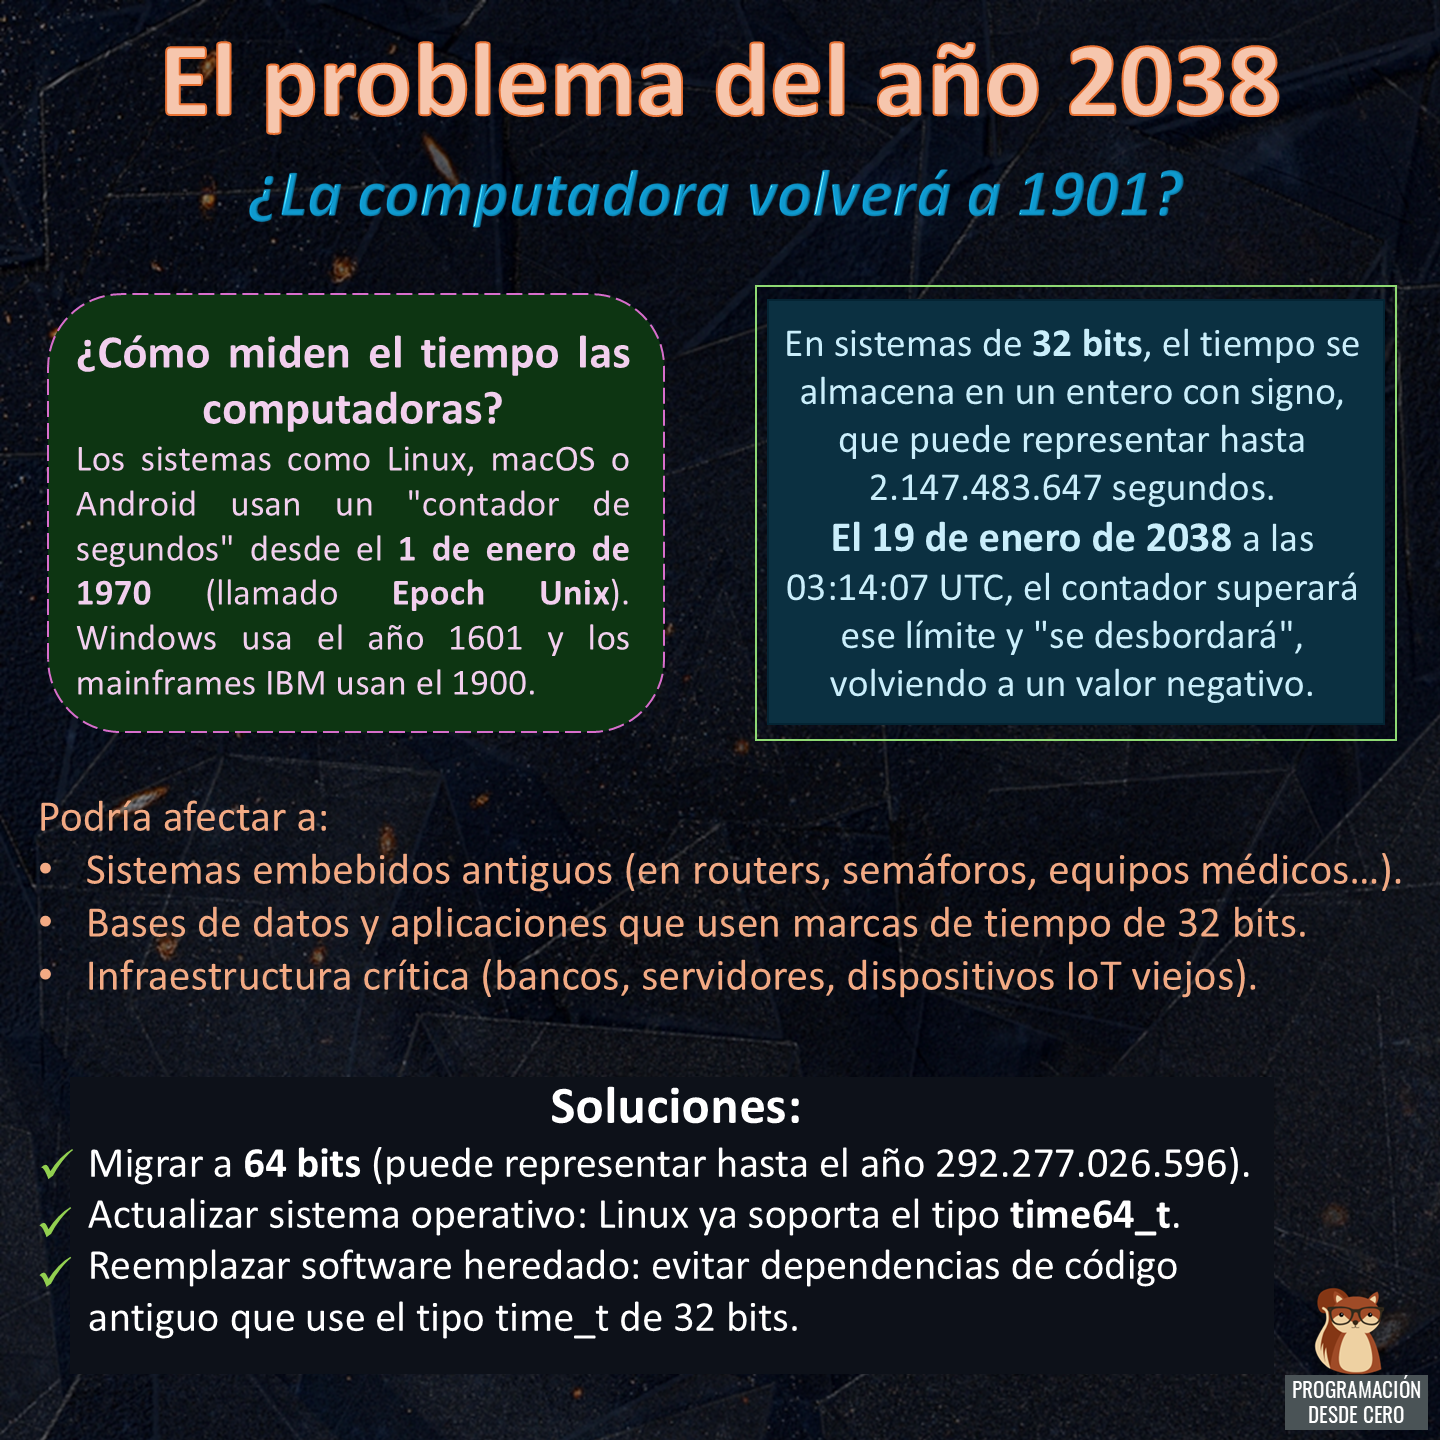 El problema del año 2038
¿La computadora volverá a 1901?
¿Cómo miden el tiempo las
computadoras?
Los sistemas como Linux, macOS o
Android usan un "contador de
segundos" desde el 1 de enero de
1970 (llamado Epoch Unix).
Windows usa el año 1601 y los
mainframes IBM usan el 1900.
En sistemas de 32 bits, el tiempo se
almacena en un entero con signo,
que puede representar hasta
2.147.483.647 segundos.
El 19 de enero de 2038 a las
03:14:07 UTC, el contador superará
ese límite y "se desbordará",
volviendo a un valor negativo.
Podría afectar a:
• Sistemas embebidos antiguos (en routers, semáforos, equipos médicos...).
• Bases de datos y aplicaciones que usen marcas de tiempo de 32 bits.
• Infraestructura crítica (bancos, servidores, dispositivos IoT viejos).
Soluciones:
✓ Migrar a 64 bits (puede representar hasta el año 292.277.026.596).
✓ Actualizar sistema operativo: Linux ya soporta el tipo time64_t.
✓ Reemplazar software heredado: evitar dependencias de código
antiguo que use el tipo time_t de 32 bits.
PROGRAMACIÓN
DESDE CERO